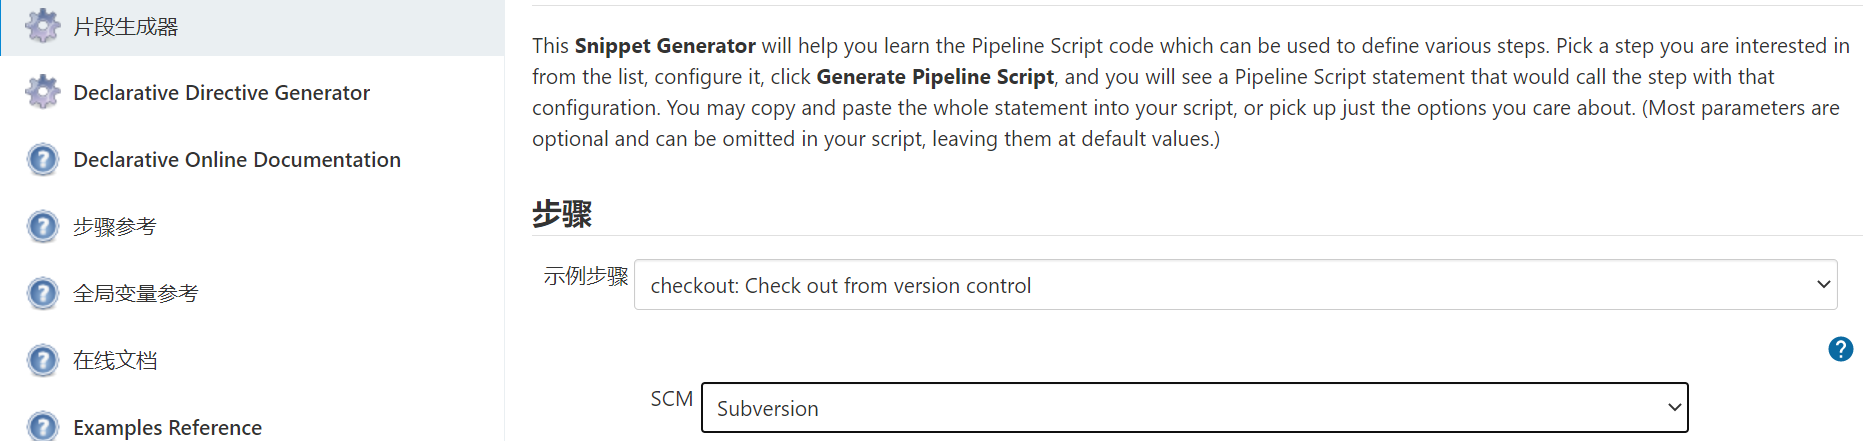 片段生成器
Declarative Directive Generator
Declarative Online Documentation
步骤参考
全局变量参考
在线文档
Examples Reference
This Snippet Generator will help you learn the Pipeline Script code which can be used to define various steps. Pick a step you are interested in
from the list, configure it, click Generate Pipeline Script, and you will see a Pipeline Script statement that would call the step with that
configuration. You may copy and paste the whole statement into your script, or pick up just the options you care about. (Most parameters are
optional and can be omitted in your script, leaving them at default values.)
步骤
示例步骤
checkout: Check out from version control
SCM
Subversion